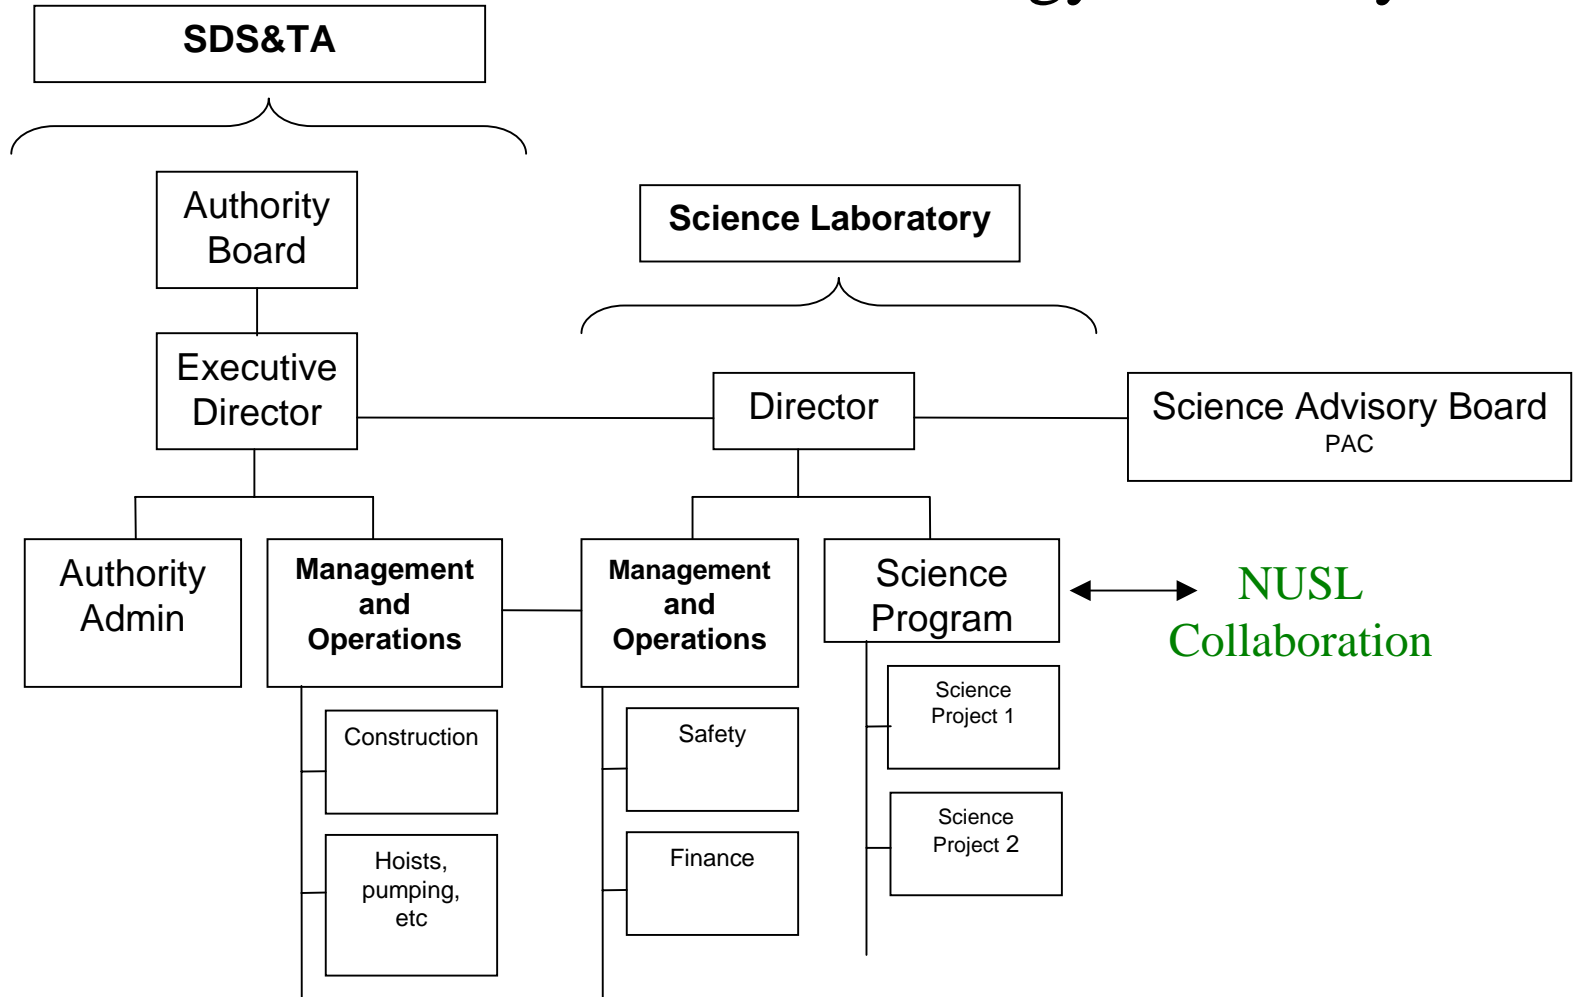 SDS&TA
Authority
Board
Science Laboratory
Executive
Director
Director
Science Advisory Board
PAC
Authority
Admin
Management
and
Operations
Management
and
Operations
Science
Program
NUSL
Collaboration
Construction
Safety
Science
Project 1
Hoists,
pumping,
etc
Finance
Science
Project 2